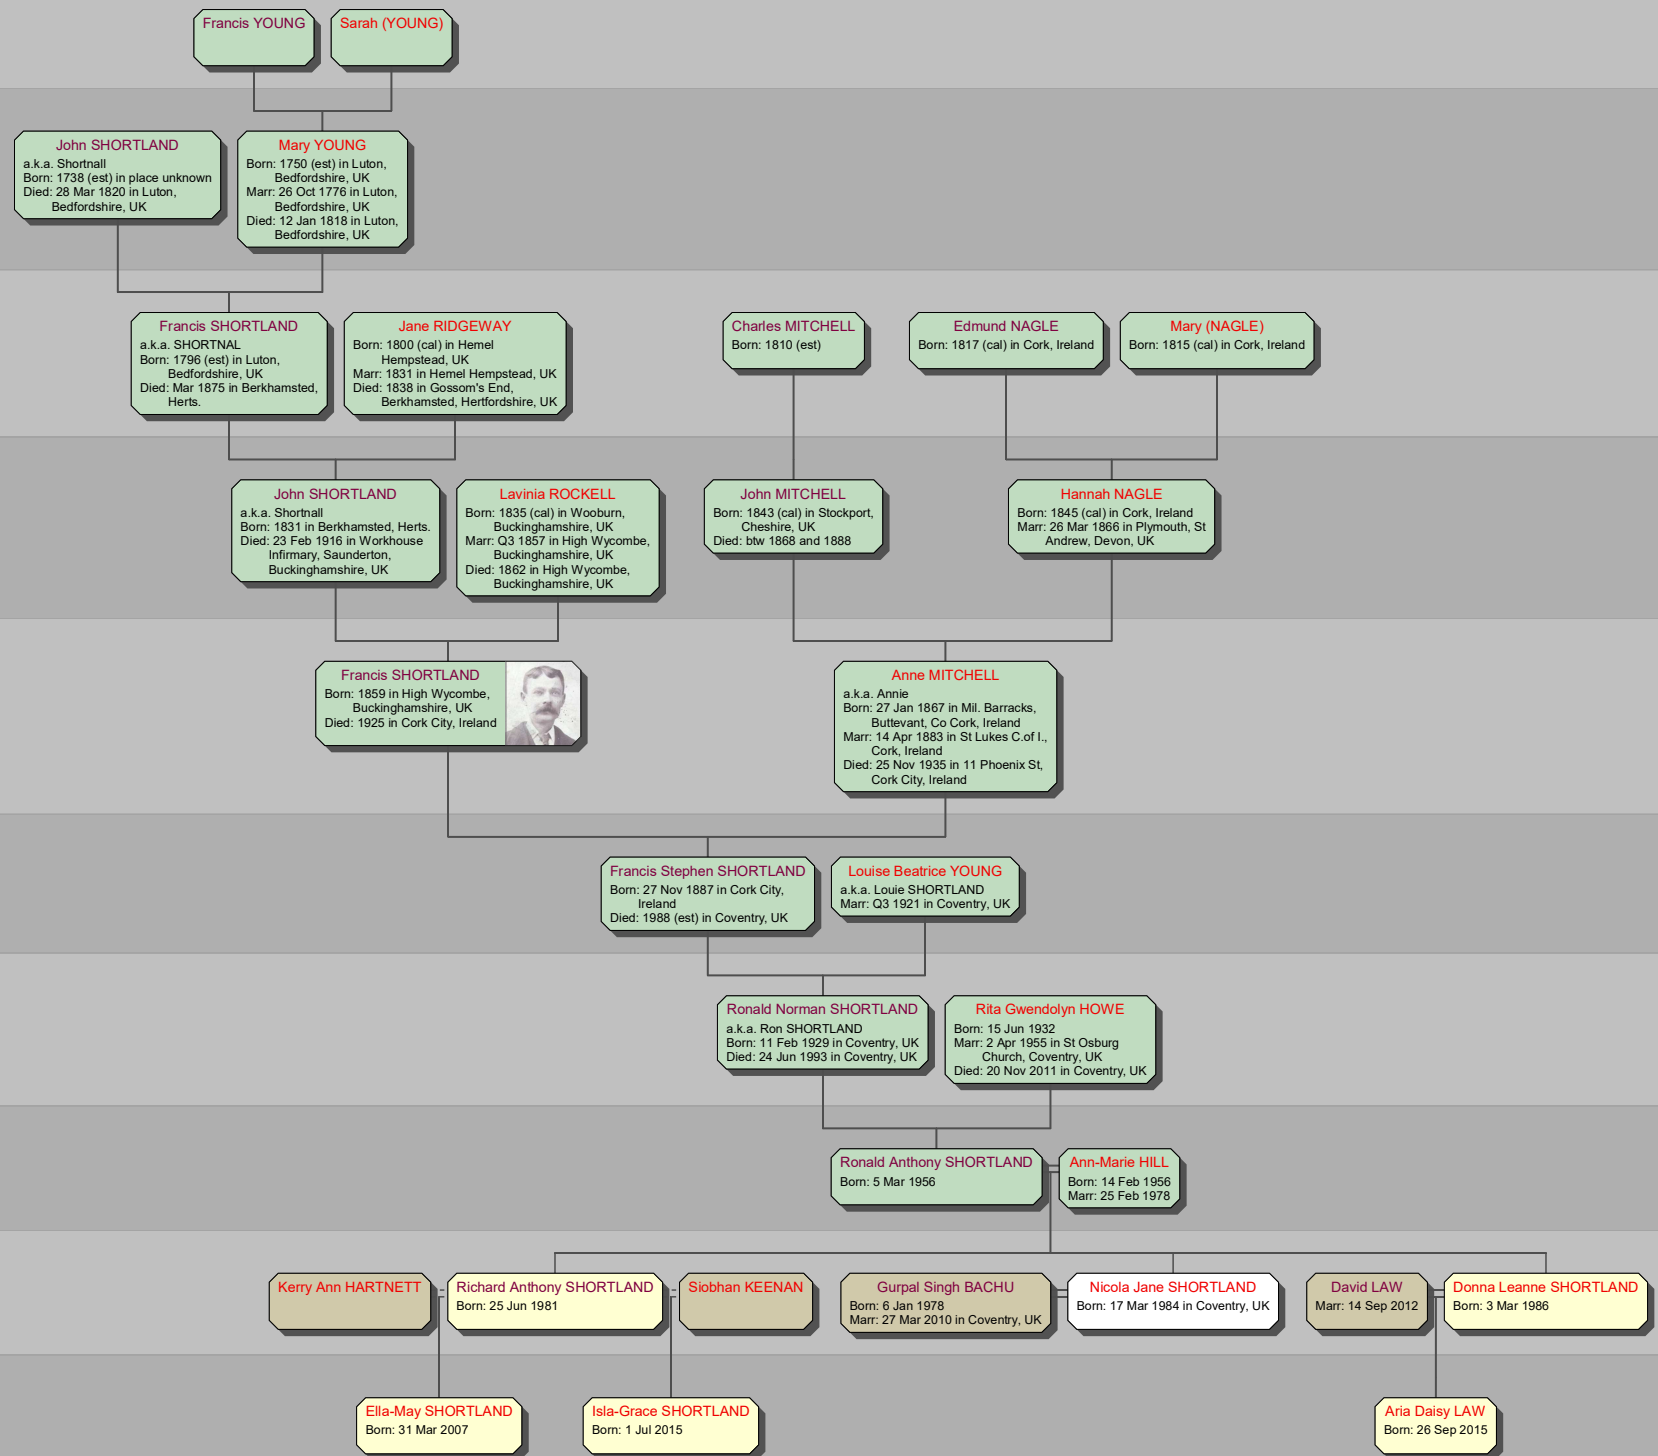 Francis YOUNG
Sarah (YOUNG)
John SHORTLAND
a.k.a. Shortnall
Born: 1738 (est) in place unknown
Died: 28 Mar 1820 in Luton,
Bedfordshire, UK
Mary YOUNG
Born: 1750 (est) in Luton,
Bedfordshire, UK
Marr: 26 Oct 1776 in Luton,
Bedfordshire, UK
Died: 12 Jan 1818 in Luton,
Bedfordshire, UK
Francis SHORTLAND
a.k.a. SHORTNAL
Born: 1796 (est) in Luton,
Bedfordshire, UK
Died: Mar 1875 in Berkhamsted,
Herts.
Jane RIDGEWAY
Born: 1800 (cal) in Hemel
Hempstead, UK
Marr: 1831 in Hemel Hempstead, UK
Died: 1838 in Gossom's End,
Berkhamsted, Hertfordshire, UK
Charles MITCHELL
Born: 1810 (est)
Edmund NAGLE
Born: 1817 (cal) in Cork, Ireland
Mary (NAGLE)
Born: 1815 (cal) in Cork, Ireland
John SHORTLAND
a.k.a. Shortnall
Born: 1831 in Berkhamsted, Herts.
Died: 23 Feb 1916 in Workhouse
Infirmary, Saunderton,
Buckinghamshire, UK
Lavinia ROCKELL
Born: 1835 (cal) in Wooburn,
Buckinghamshire, UK
Marr: Q3 1857 in High Wycombe,
Buckinghamshire, UK
Died: 1862 in High Wycombe,
Buckinghamshire, UK
John MITCHELL
Born: 1843 (cal) in Stockport,
Cheshire, UK
Died: btw 1868 and 1888
Hannah NAGLE
Born: 1845 (cal) in Cork, Ireland
Marr: 26 Mar 1866 in Plymouth, St
Andrew, Devon, UK
Francis SHORTLAND
Born: 1859 in High Wycombe,
Buckinghamshire, UK
Died: 1925 in Cork City, Ireland
Anne MITCHELL
a.k.a. Annie
Born: 27 Jan 1867 in Mil. Barracks,
Buttevant, Co Cork, Ireland
Marr: 14 Apr 1883 in St Lukes C.of I.,
Cork, Ireland
Died: 25 Nov 1935 in 11 Phoenix St,
Cork City, Ireland
Francis Stephen SHORTLAND
Born: 27 Nov 1887 in Cork City,
Ireland
Died: 1988 (est) in Coventry, UK
Louise Beatrice YOUNG
a.k.a. Louie SHORTLAND
Marr: Q3 1921 in Coventry, UK
Ronald Norman SHORTLAND
a.k.a. Ron SHORTLAND
Born: 11 Feb 1929 in Coventry, UK
Died: 24 Jun 1993 in Coventry, UK
Rita Gwendolyn HOWE
Born: 15 Jun 1932
Marr: 2 Apr 1955 in St Osburg
Church, Coventry, UK
Died: 20 Nov 2011 in Coventry, UK
Ronald Anthony SHORTLAND
Born: 5 Mar 1956
Ann-Marie HILL
Born: 14 Feb 1956
Marr: 25 Feb 1978
Kerry Ann HARTNETT
Richard Anthony SHORTLAND
Born: 25 Jun 1981
Siobhan KEENAN
Gurpal Singh BACHU
Born: 6 Jan 1978
Marr: 27 Mar 2010 in Coventry, UK
Nicola Jane SHORTLAND
Born: 17 Mar 1984 in Coventry, UK
David LAW
Marr: 14 Sep 2012
Donna Leanne SHORTLAND
Born: 3 Mar 1986
Ella-May SHORTLAND
Born: 31 Mar 2007
Isla-Grace SHORTLAND
Born: 1 Jul 2015
Aria Daisy LAW
Born: 26 Sep 2015